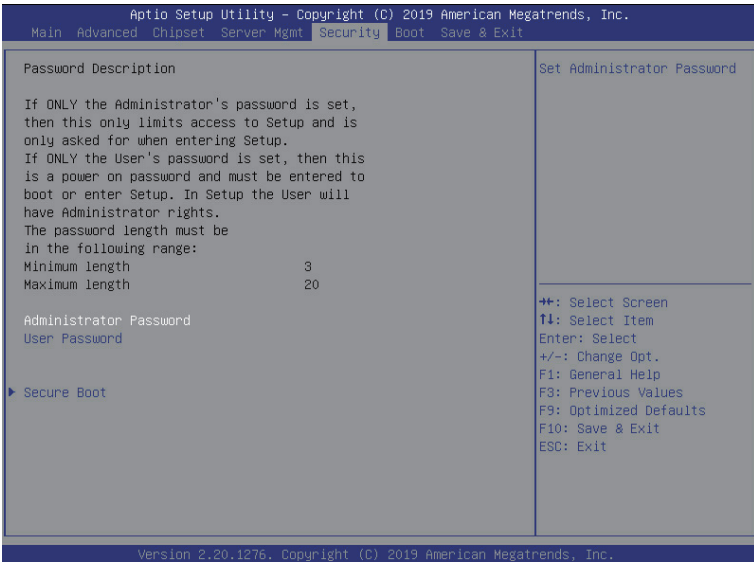 Aptio Setup Utility – Copyright (C) 2019 American Megatrends, Inc.
Main Advanced Chipset Server Mgmt Security Boot Save & Exit
Password Description
If ONLY the Administrator's password is set,
then this only limits access to Setup and is
only asked for when entering Setup.
If ONLY the User's password is set, then this
is a power on password and must be entered to
boot or enter Setup. In Setup the User will
have Administrator rights.
The password length must be
in the following range:
Minimum length 3
Maximum length 20
Administrator Password
User Password
Secure Boot
Set Administrator Password
→←: Select Screen
↑↓: Select Item
Enter: Select
+/-: Change Opt.
F1: General Help
F3: Previous Values
F9: Optimized Defaults
F10: Save & Exit
ESC: Exit
Version 2.20.1276. Copyright (C) 2019 American Megatrends, Inc.